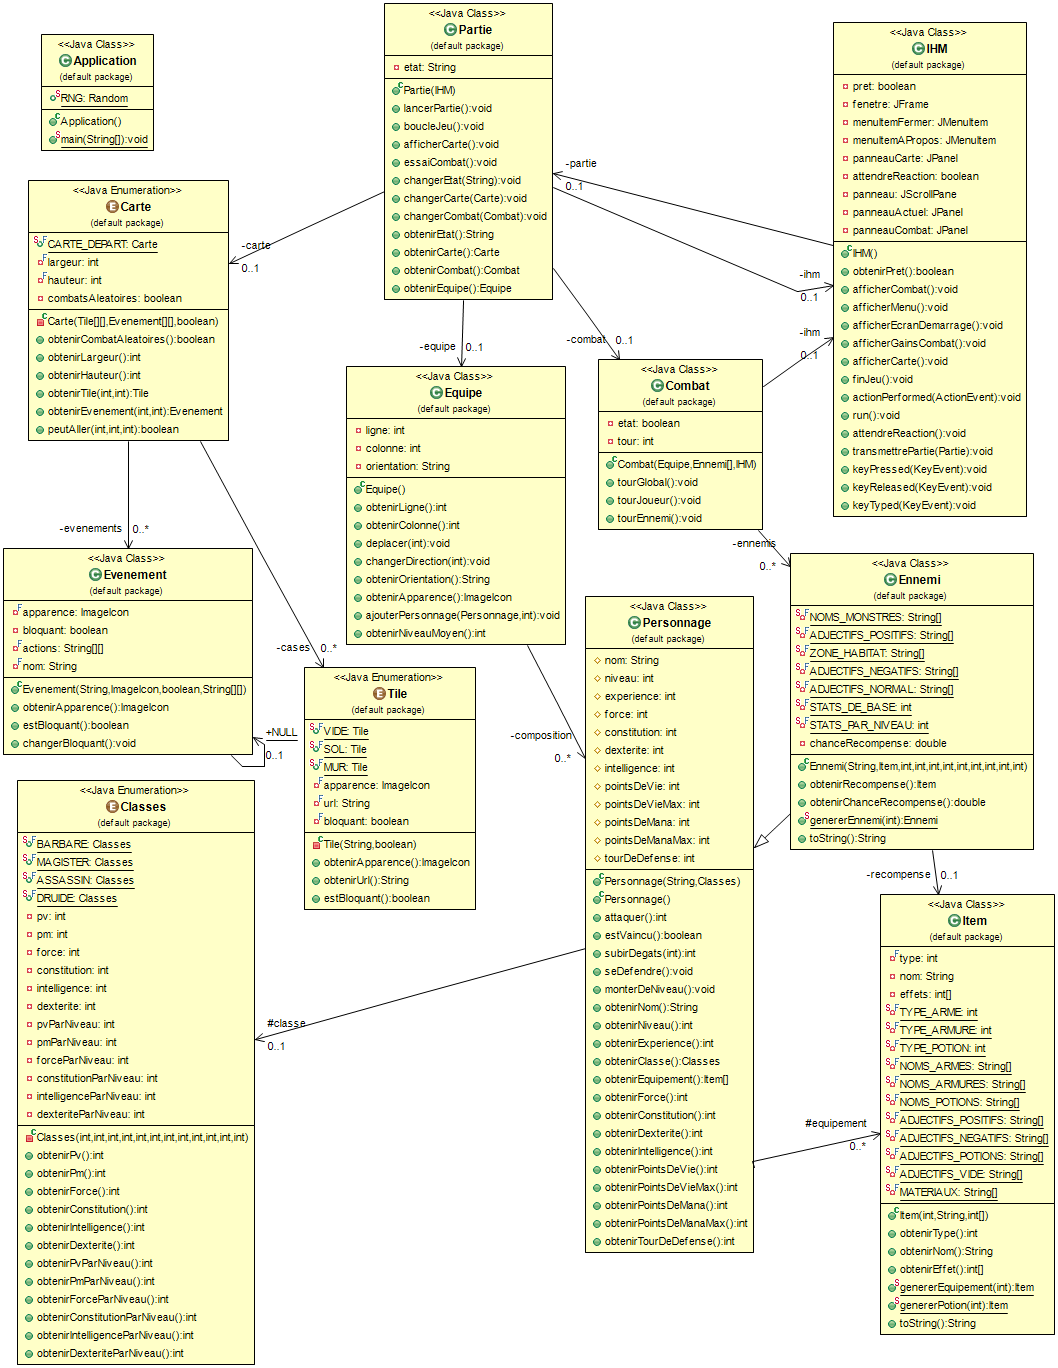 <<Java Class>>
Application
(default package)
RNG: Random
Application()
main(String[]):void
<<Java Class>>
Partie
(default package)
etat: String
Partie(IHM)
lancerPartie():void
boucleJeu():void
afficherCarte():void
essaiCombat():void
changerEtat(String):void
changerCarte(Carte):void
changerCombat(Combat):void
obtenirEtat():String
obtenirCarte():Carte
obtenirCombat():Combat
obtenirEquipe():Equipe
<<Java Class>>
IHM
(default package)
pret: boolean
fenetre: JFrame
menuItemFermer: JMenuItem
menuItemAPropos: JMenuItem
panneauCarte: JPanel
attendreReaction: boolean
panneau: JScrollPane
panneauActuel: JPanel
panneauCombat: JPanel
IHM()
obtenirPret():boolean
afficherCombat():void
afficherMenu():void
afficherEcranDemarrage():void
afficherGainsCombat():void
afficherCarte():void
finJeu():void
actionPerformed(ActionEvent):void
run():void
attendreReaction():void
transmettrePartie(Partie):void
keyPressed(KeyEvent):void
keyReleased(KeyEvent):void
keyTyped(KeyEvent):void
-partie
0..1
-ihm
0..1
-ihm
0..1
-carte
0..1
-equipe
0..1
-combat
0..1
<<Java Enumeration>>
Carte
(default package)
CARTE_DEPART: Carte
largeur: int
hauteur: int
combatsAleatoires: boolean
Carte(Tile[][],Evenement[][],boolean)
obtenirCombatAleatoires():boolean
obtenirLargeur():int
obtenirHauteur():int
obtenirTile(int,int):Tile
obtenirEvenement(int,int):Evenement
peutAller(int,int,int):boolean
<<Java Class>>
Equipe
(default package)
ligne: int
colonne: int
orientation: String
Equipe()
obtenirLigne():int
obtenirColonne():int
deplacer(int):void
changerDirection(int):void
obtenirOrientation():String
obtenirApparence():ImageIcon
ajouterPersonnage(Personnage,int):void
obtenirNiveauMoyen():int
<<Java Class>>
Combat
(default package)
etat: boolean
tour: int
Combat(Equipe,Ennemi[],IHM)
tourGlobal():void
tourJoueur():void
tourEnnemi():void
-evenements
0..*
-cases
0..*
-ennemis
0..*
-composition
0..*
<<Java Class>>
Evenement
(default package)
apparence: ImageIcon
bloquant: boolean
actions: String[][]
nom: String
Evenement(String,ImageIcon,boolean,String[][])
obtenirApparence():ImageIcon
estBloquant():boolean
changerBloquant():void
+NULL
0..1
<<Java Enumeration>>
Tile
(default package)
VIDE: Tile
SOL: Tile
MUR: Tile
apparence: ImageIcon
url: String
bloquant: boolean
Tile(String,boolean)
obtenirApparence():ImageIcon
obtenirUrl():String
estBloquant():boolean
<<Java Class>>
Personnage
(default package)
nom: String
niveau: int
experience: int
force: int
constitution: int
dexterite: int
intelligence: int
pointsDeVie: int
pointsDeVieMax: int
pointsDeMana: int
pointsDeManaMax: int
tourDeDefense: int
Personnage(String,Classes)
Personnage()
attaquer():int
estVaincu():boolean
subirDegats(int):int
seDefendre():void
monterDeNiveau():void
obtenirNom():String
obtenirNiveau():int
obtenirExperience():int
obtenirClasse():Classes
obtenirEquipement():Item[]
obtenirForce():int
obtenirConstitution():int
obtenirDexterite():int
obtenirIntelligence():int
obtenirPointsDeVie():int
obtenirPointsDeVieMax():int
obtenirPointsDeMana():int
obtenirPointsDeManaMax():int
obtenirTourDeDefense():int
<<Java Class>>
Ennemi
(default package)
NOMS_MONSTRES: String[]
ADJECTIFS_POSITIFS: String[]
ZONE_HABITAT: String[]
ADJECTIFS_NEGATIFS: String[]
ADJECTIFS_NORMAL: String[]
STATS_DE_BASE: int
STATS_PAR_NIVEAU: int
chanceRecompense: double
Ennemi(String,Item,int,int,int,int,int,int,int,int,int)
obtenirRecompense():Item
obtenirChanceRecompense():double
genererEnnemi(int):Ennemi
toString():String
-recompense
0..1
<<Java Enumeration>>
Classes
(default package)
BARBARE: Classes
MAGISTER: Classes
ASSASSIN: Classes
DRUIDE: Classes
pv: int
pm: int
force: int
constitution: int
intelligence: int
dexterite: int
pvParNiveau: int
pmParNiveau: int
forceParNiveau: int
constitutionParNiveau: int
intelligenceParNiveau: int
dexteriteParNiveau: int
Classes(int,int,int,int,int,int,int,int,int,int,int,int)
obtenirPv():int
obtenirPm():int
obtenirForce():int
obtenirConstitution():int
obtenirIntelligence():int
obtenirDexterite():int
obtenirPvParNiveau():int
obtenirPmParNiveau():int
obtenirForceParNiveau():int
obtenirConstitutionParNiveau():int
obtenirIntelligenceParNiveau():int
obtenirDexteriteParNiveau():int
#classe
0..1
#equipement
0..*
<<Java Class>>
Item
(default package)
type: int
nom: String
effets: int[]
TYPE_ARME: int
TYPE_ARMURE: int
TYPE_POTION: int
NOMS_ARMES: String[]
NOMS_ARMURES: String[]
NOMS_POTIONS: String[]
ADJECTIFS_POSITIFS: String[]
ADJECTIFS_NEGATIFS: String[]
ADJECTIFS_POTIONS: String[]
ADJECTIFS_VIDE: String[]
MATERIAUX: String[]
Item(int,String,int[])
obtenirType():int
obtenirNom():String
obtenirEffet():int[]
genererEquipement(int):Item
genererPotion(int):Item
toString():String